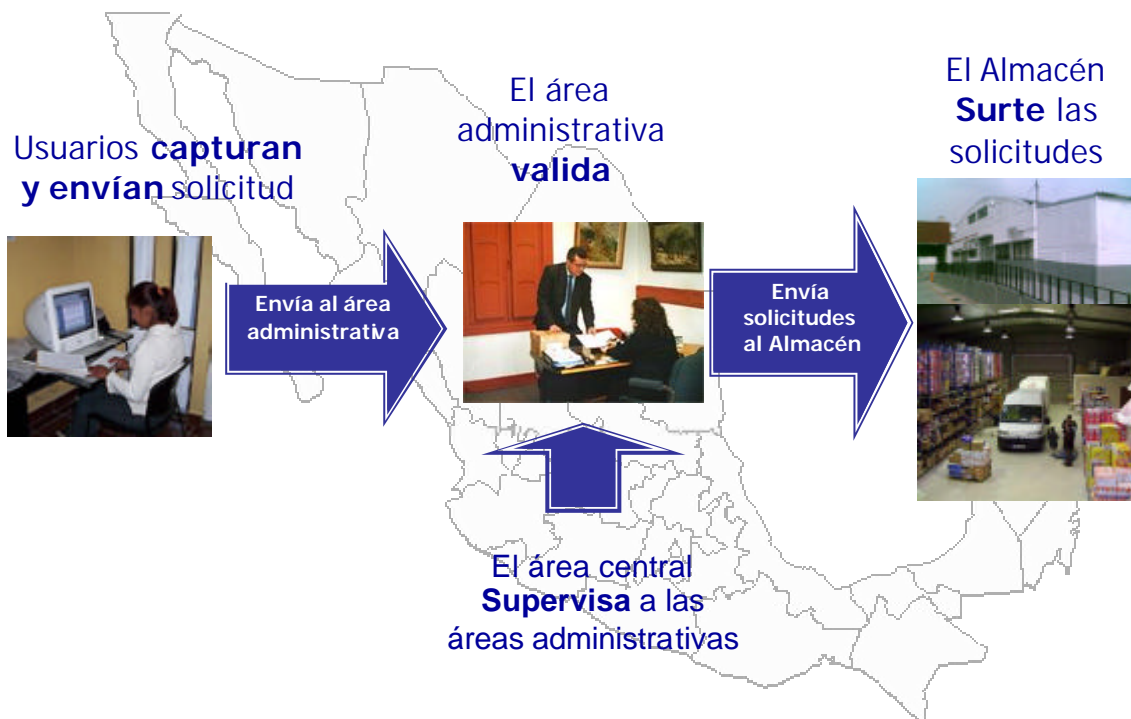 Usuarios capturan
y envían solicitud
Envía al área
administrativa
El área
administrativa
valida
Envía
solicitudes
al Almacén
El Almacén
Surte las
solicitudes
El área central
Supervisa a las
áreas administrativas